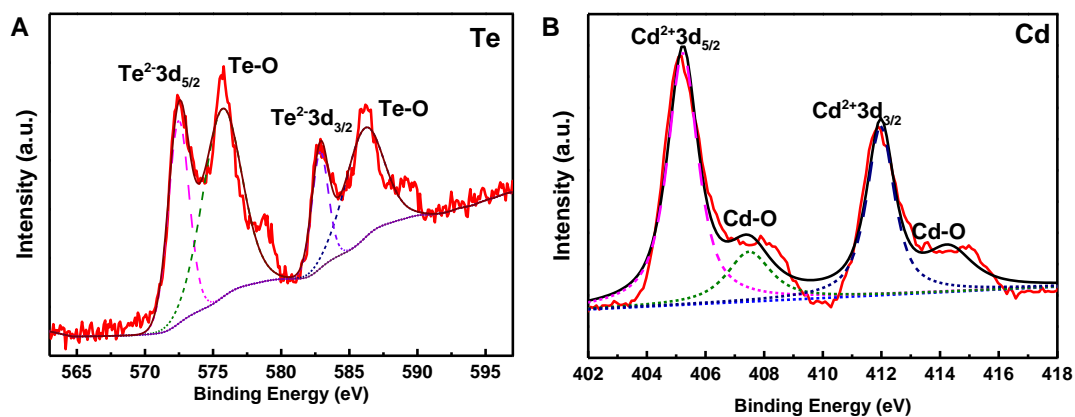 A
Te
Te²⁻3d₅/₂
Te-O
Te²⁻3d₃/₂
Te-O
Intensity (a.u.)
565 570 575 580 585 590 595
Binding Energy (eV)
B
Cd
Cd²⁺3d₅/₂
Cd²⁺3d₃/₂
Cd-O
Cd-O
Intensity (a.u.)
402 404 406 408 410 412 414 416 418
Binding Energy (eV)